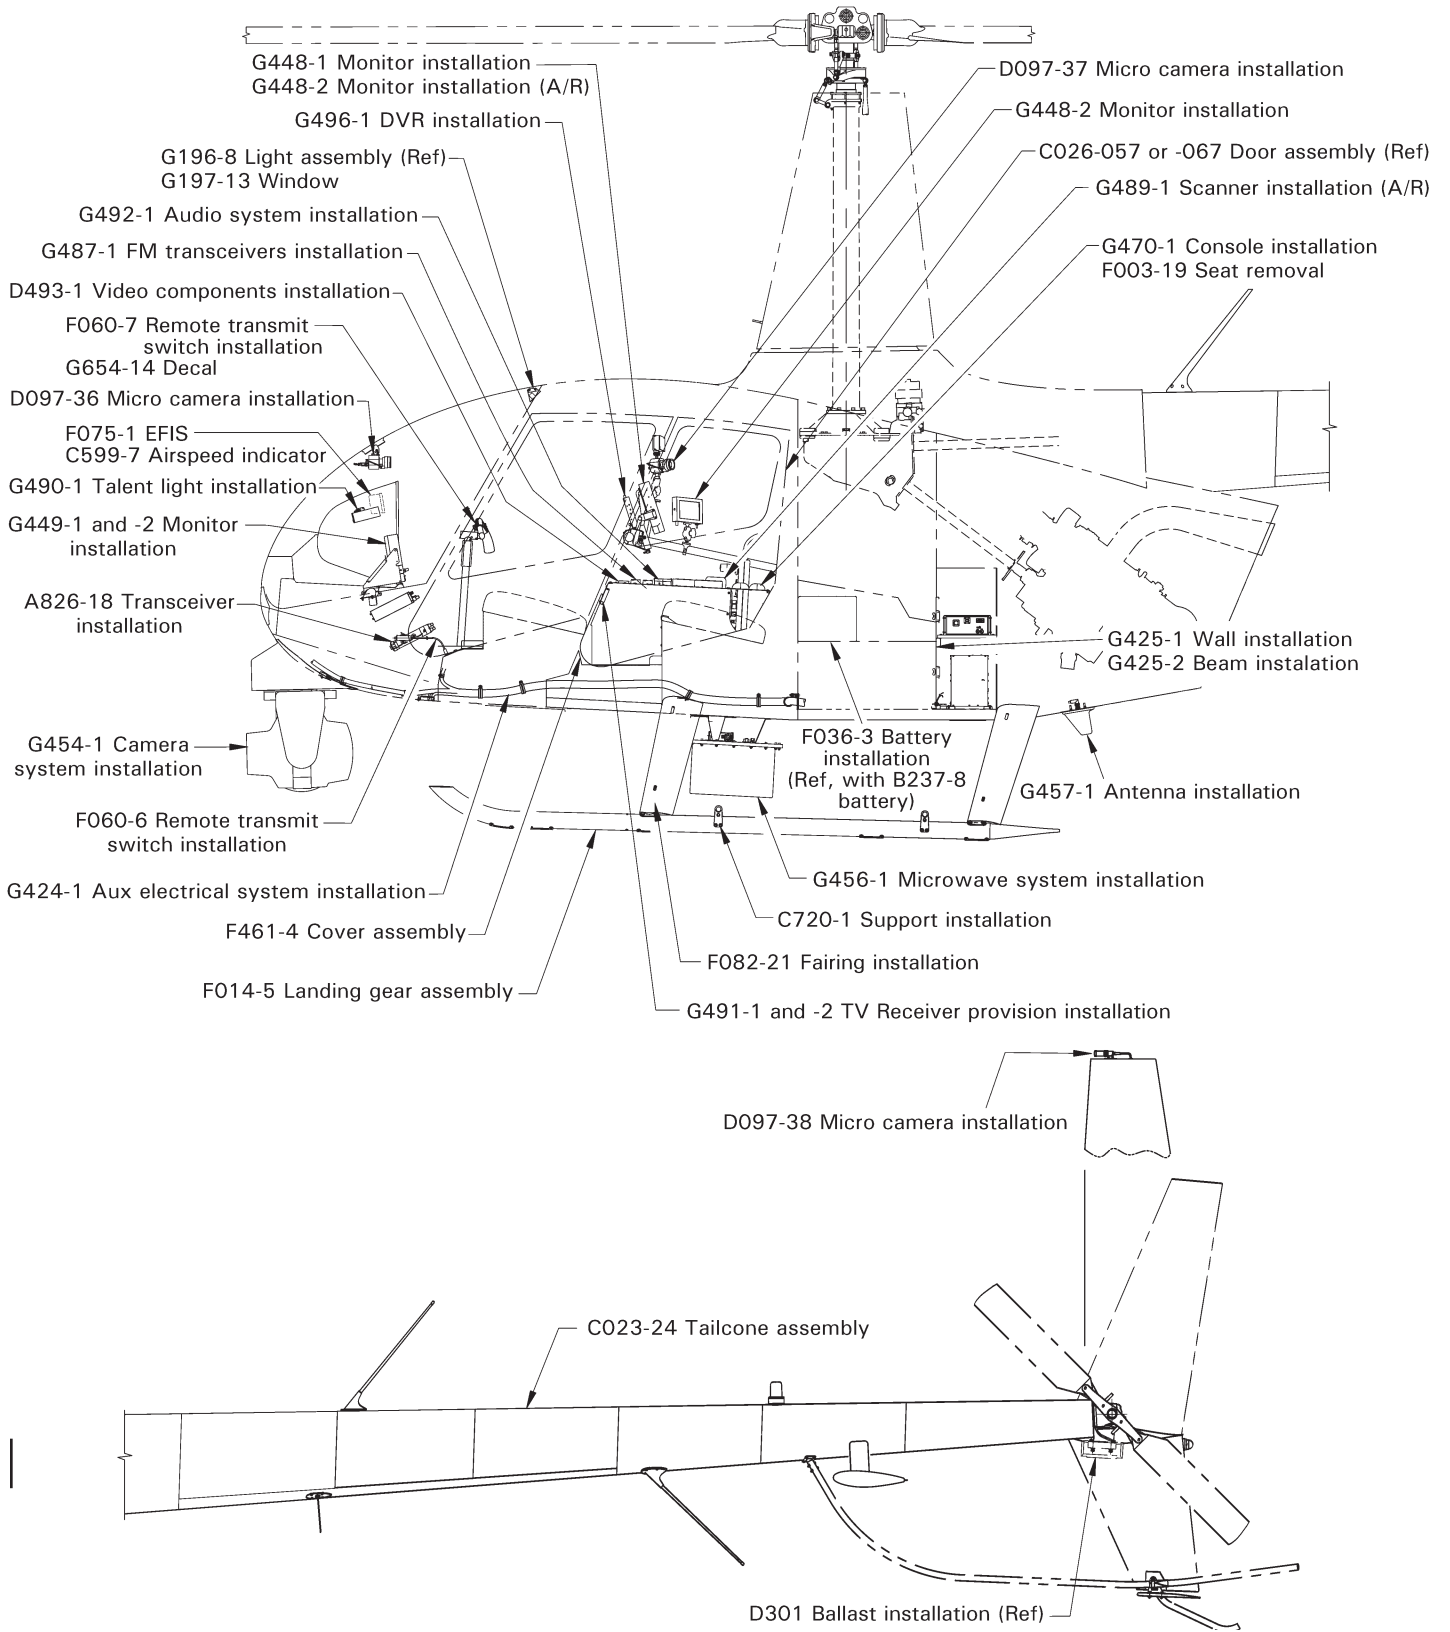 G448-1 Monitor installation
G448-2 Monitor installation (A/R)
G496-1 DVR installation
G196-8 Light assembly (Ref)
G197-13 Window
G492-1 Audio system installation
G487-1 FM transceivers installation
D493-1 Video components installation
F060-7 Remote transmit
switch installation
G654-14 Decal
D097-36 Micro camera installation
F075-1 EFIS
C599-7 Airspeed indicator
G490-1 Talent light installation
G449-1 and -2 Monitor
installation
A826-18 Transceiver
installation
G454-1 Camera
system installation
F060-6 Remote transmit
switch installation
G424-1 Aux electrical system installation
F461-4 Cover assembly
F014-5 Landing gear assembly
D097-37 Micro camera installation
G448-2 Monitor installation
C026-057 or -067 Door assembly (Ref)
G489-1 Scanner installation (A/R)
G470-1 Console installation
F003-19 Seat removal
G425-1 Wall installation
G425-2 Beam instalation
F036-3 Battery
installation
(Ref, with B237-8
battery)
G457-1 Antenna installation
G456-1 Microwave system installation
C720-1 Support installation
F082-21 Fairing installation
G491-1 and -2 TV Receiver provision installation
D097-38 Micro camera installation
C023-24 Tailcone assembly
D301 Ballast installation (Ref)